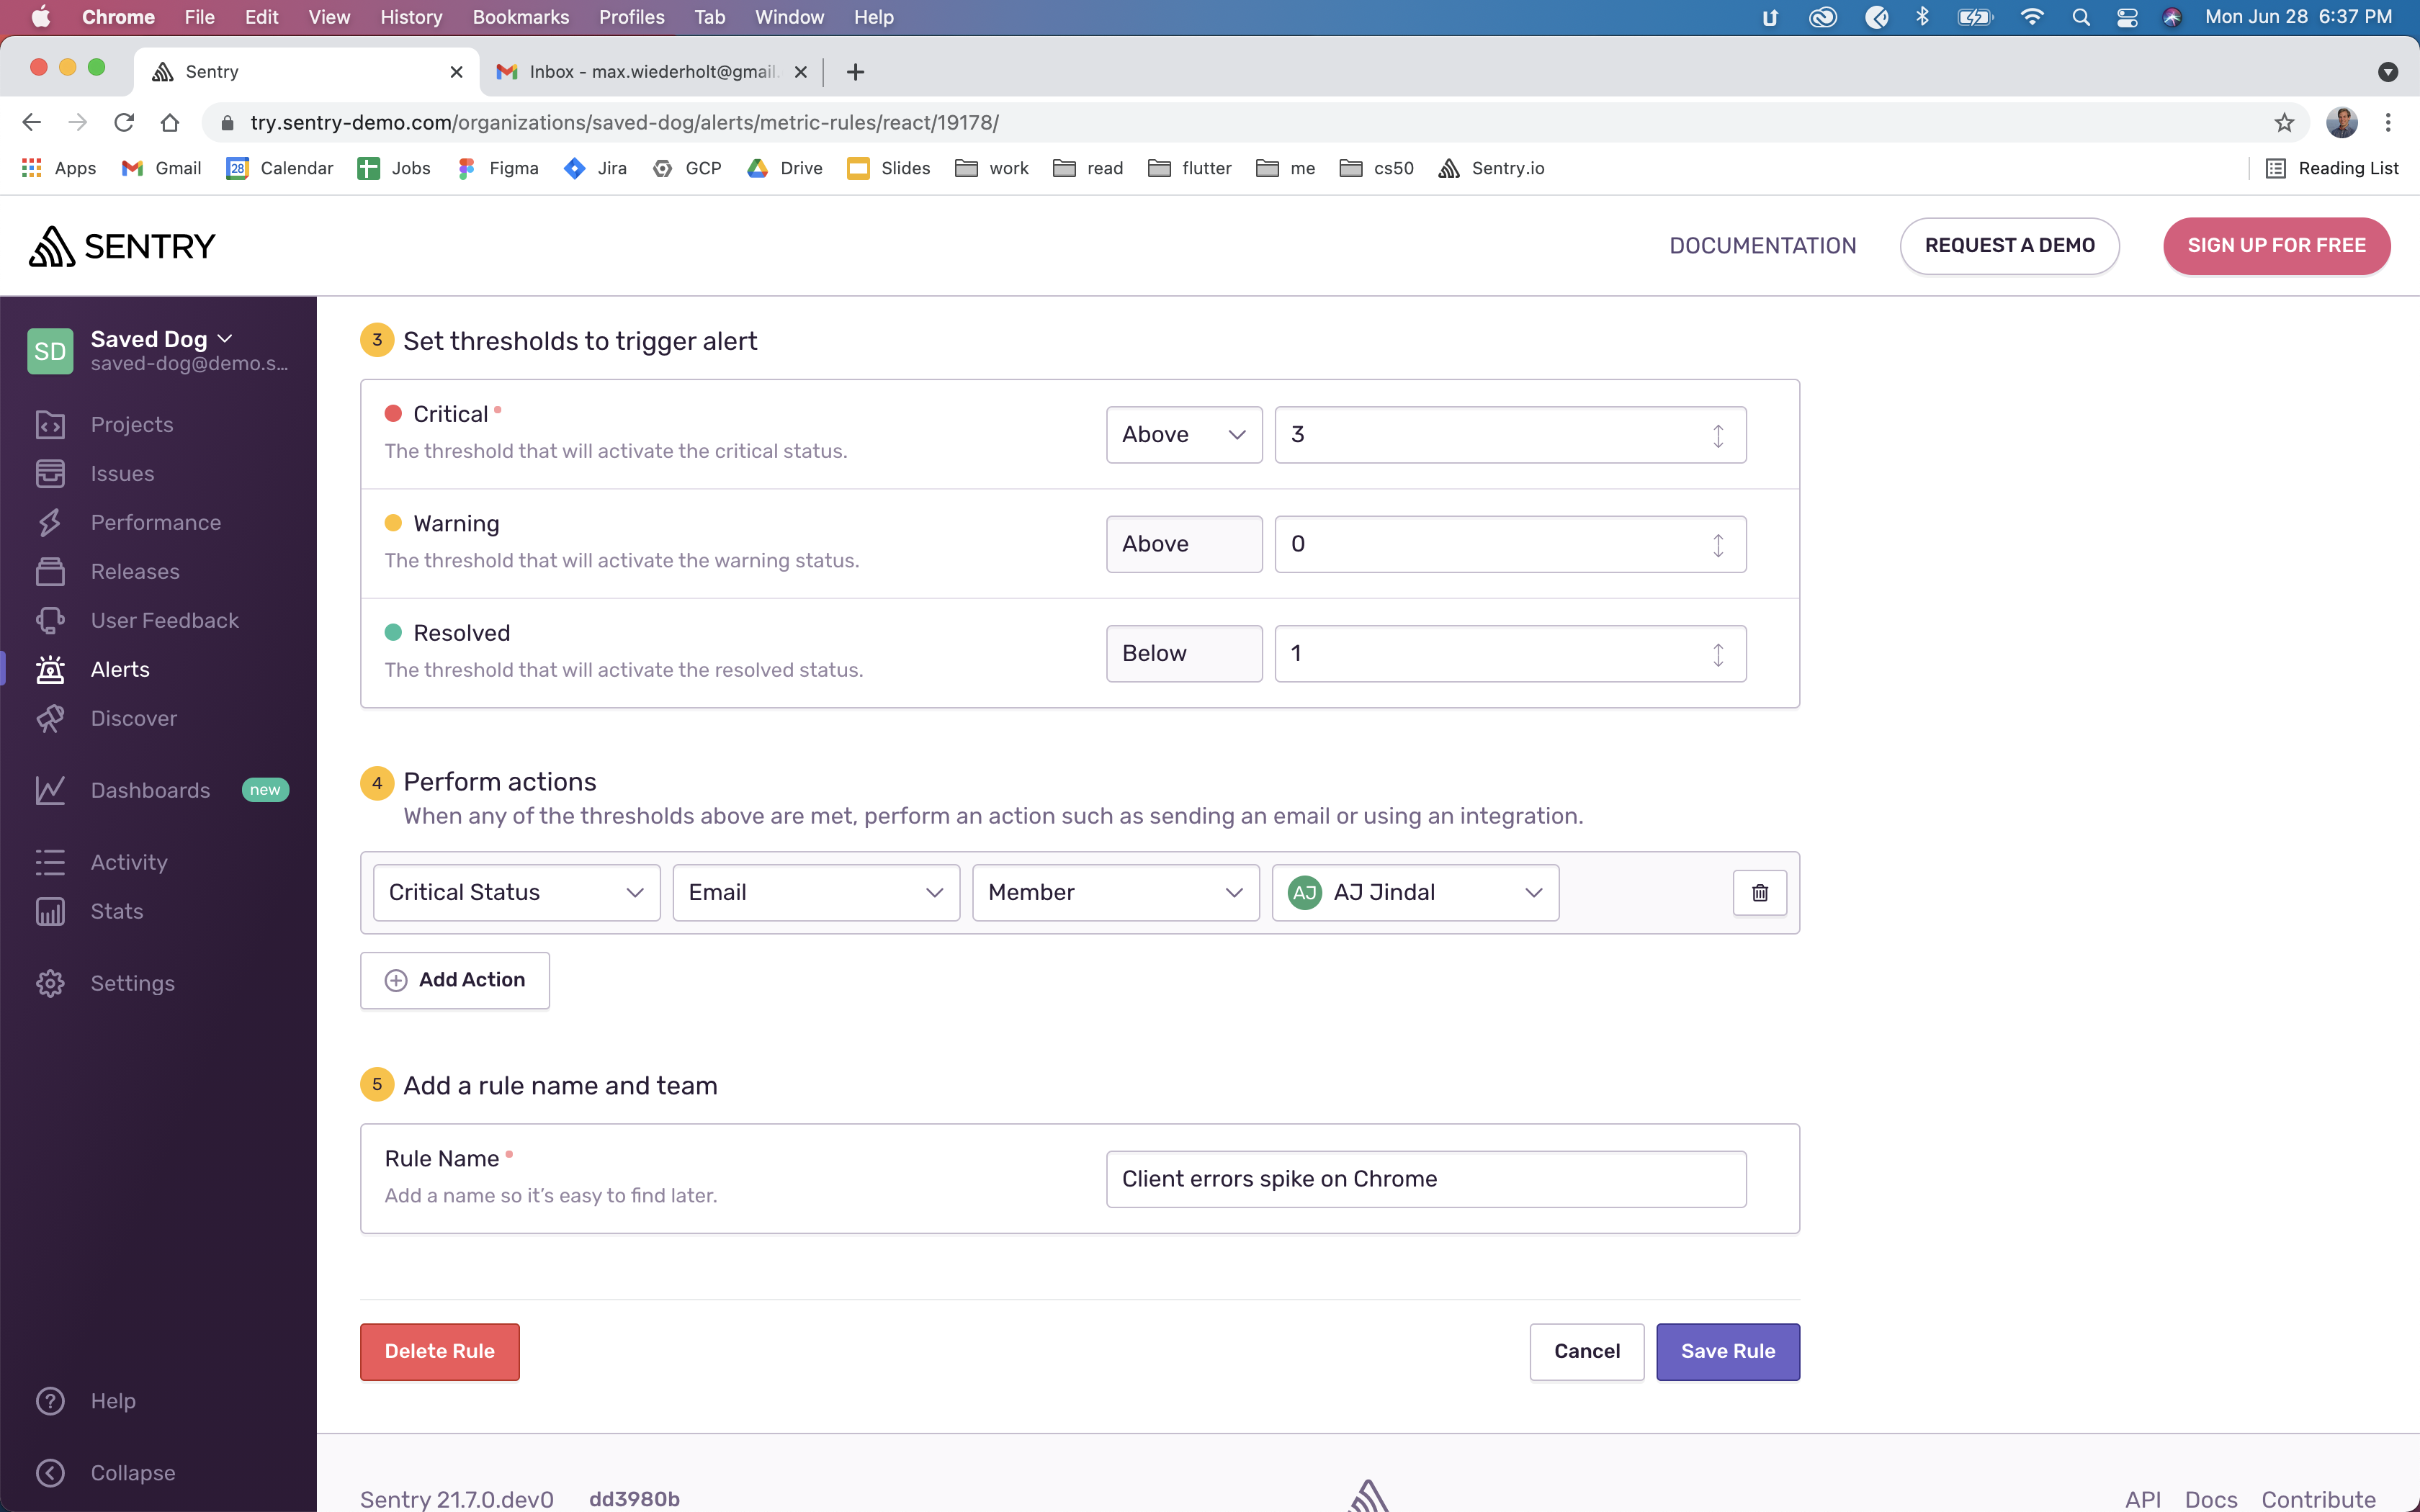 Chrome File Edit View History Bookmarks Profiles Tab Window Help Mon Jun 28 6:37 PM
Sentry
Inbox - max.wiederholt@gmail.
try.sentry-demo.com/organizations/saved-dog/alerts/metric-rules/react/19178/
Apps Gmail 28 Calendar Jobs Figma Jira GCP Drive Slides work read flutter me cs50 Sentry.io Reading List
SENTRY
DOCUMENTATION
REQUEST A DEMO
SIGN UP FOR FREE
SD
Saved Dog
saved-dog@demo.s...
Projects
Issues
Performance
Releases
User Feedback
Alerts
Discover
Dashboards new
Activity
Stats
Settings
Help
Collapse
3 Set thresholds to trigger alert
Critical
The threshold that will activate the critical status.
Above 3
Warning
The threshold that will activate the warning status.
Above 0
Resolved
The threshold that will activate the resolved status.
Below 1
4 Perform actions
When any of the thresholds above are met, perform an action such as sending an email or using an integration.
Critical Status Email Member AJ AJ Jindal
Add Action
5 Add a rule name and team
Rule Name
Add a name so it's easy to find later.
Client errors spike on Chrome
Delete Rule
Cancel
Save Rule
Sentry 21.7.0.dev0 dd3980b
API Docs Contribute